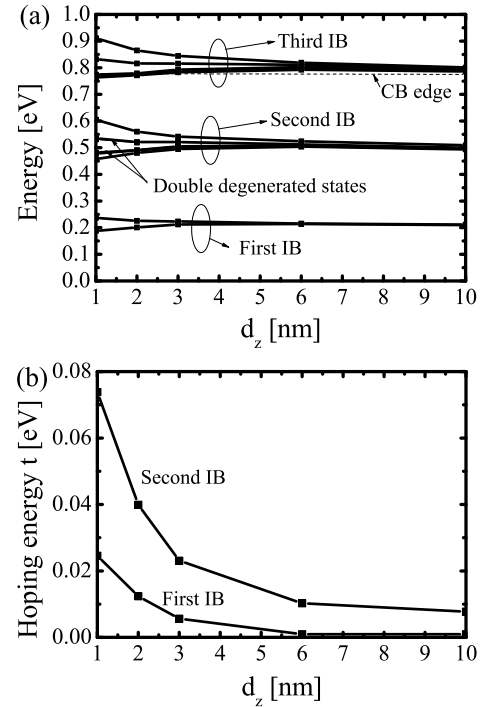 (a)
1.0
0.9
0.8
0.7
0.6
0.5
0.4
0.3
0.2
0.1
0.0
Energy [eV]
Third IB
CB edge
Second IB
Double degenerated states
First IB
1 2 3 4 5 6 7 8 9 10
d_z [nm]
(b)
0.08
0.06
0.04
0.02
0.00
Hoping energy t [eV]
Second IB
First IB
1 2 3 4 5 6 7 8 9 10
d_z [nm]